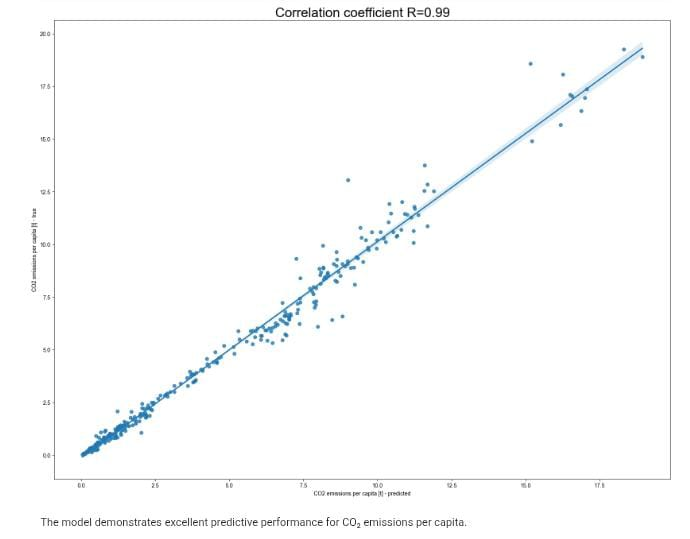 Correlation coefficient R=0.99
20.0
17.5
15.0
12.5
10.0
7.5
5.0
2.5
0.0
CO2 emissions per capita [t] - true
0.0 2.5 5.0 7.5 10.0 12.5 15.0 17.5
CO2 emissions per capita [t] - predicted
The model demonstrates excellent predictive performance for CO₂ emissions per capita.